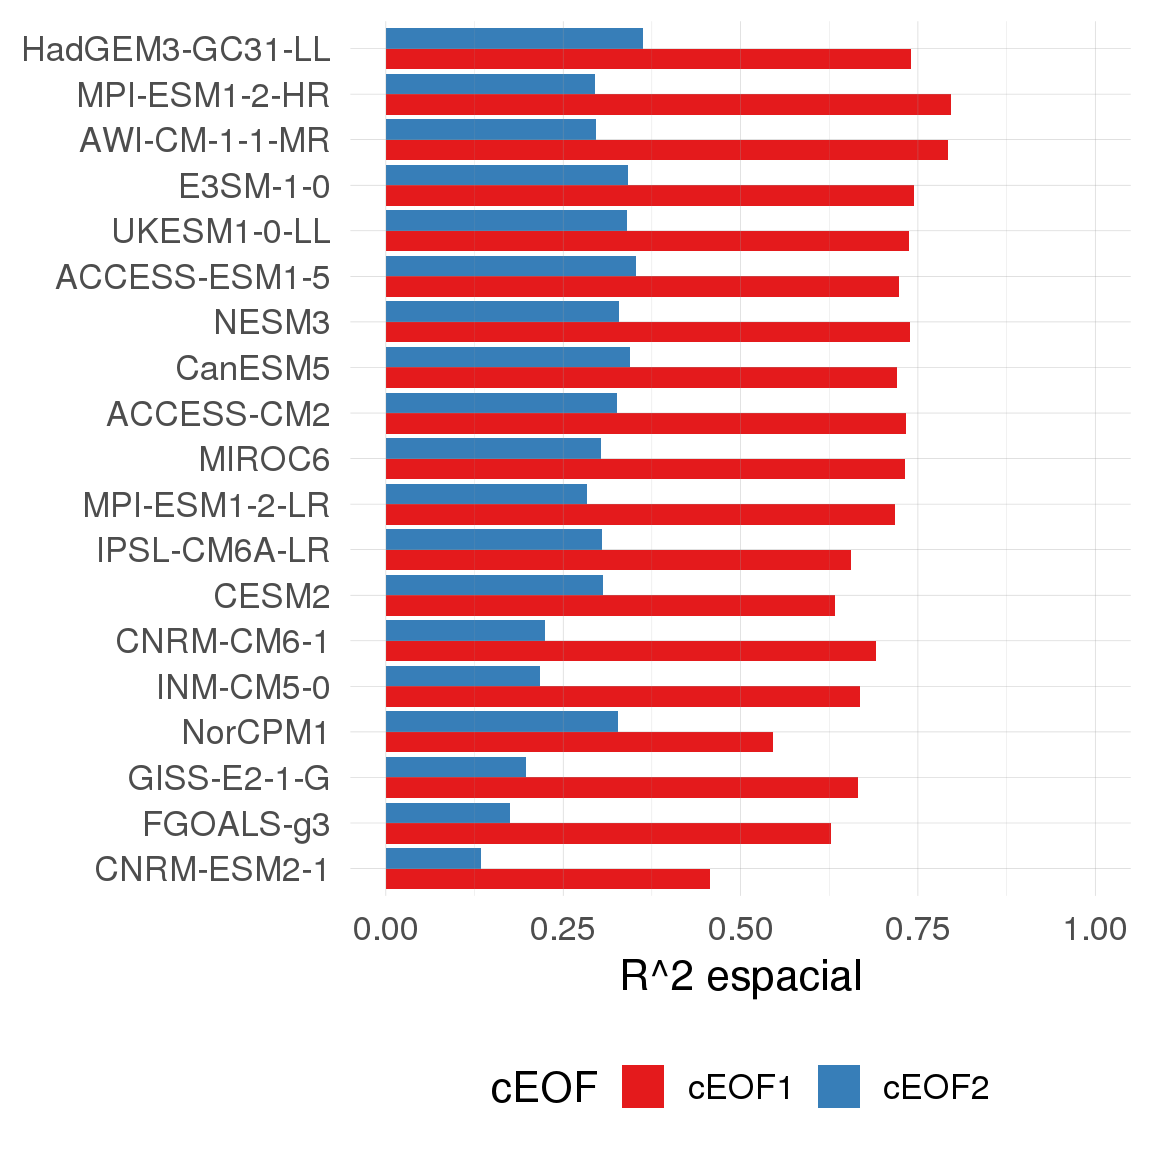 HadGEM3-GC31-LL
MPI-ESM1-2-HR
AWI-CM-1-1-MR
E3SM-1-0
UKESM1-0-LL
ACCESS-ESM1-5
NESM3
CanESM5
ACCESS-CM2
MIROC6
MPI-ESM1-2-LR
IPSL-CM6A-LR
CESM2
CNRM-CM6-1
INM-CM5-0
NorCPM1
GISS-E2-1-G
FGOALS-g3
CNRM-ESM2-1
0.00 0.25 0.50 0.75 1.00
R^2 espacial
cEOF cEOF1 cEOF2